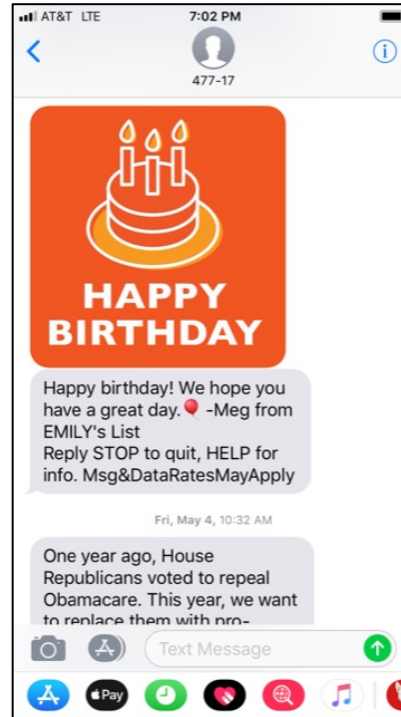 AT&T LTE 7:02 PM
477-17
HAPPY
BIRTHDAY
Happy birthday! We hope you
have a great day.🎈 -Meg from
EMILY's List
Reply STOP to quit, HELP for
info. Msg&DataRatesMayApply
Fri, May 4, 10:32 AM
One year ago, House
Republicans voted to repeal
Obamacare. This year, we want
to replace them with pro-
Text Message
Pay